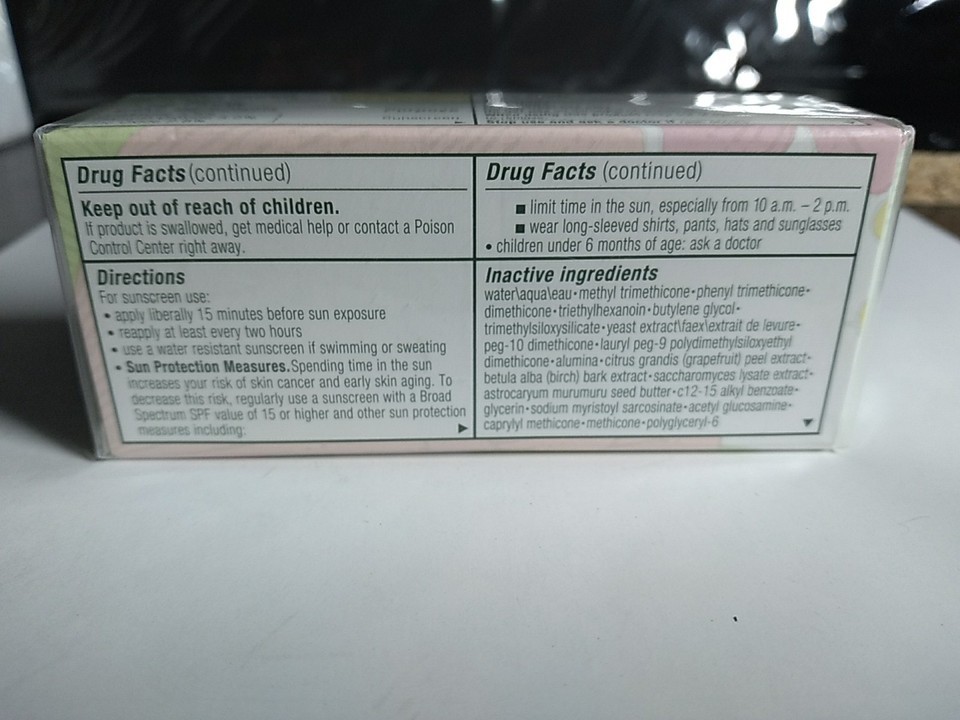 Drug Facts (continued)
Keep out of reach of children.
If product is swallowed, get medical help or contact a Poison
Control Center right away.
Directions
For sunscreen use:
• apply liberally 15 minutes before sun exposure
• reapply at least every two hours
• use a water resistant sunscreen if swimming or sweating
• Sun Protection Measures. Spending time in the sun
increases your risk of skin cancer and early skin aging. To
decrease this risk, regularly use a sunscreen with a Broad
Spectrum SPF value of 15 or higher and other sun protection
measures including:
Drug Facts (continued)
■ limit time in the sun, especially from 10 a.m. – 2 p.m.
■ wear long-sleeved shirts, pants, hats and sunglasses
• children under 6 months of age: ask a doctor
Inactive ingredients
water\aqua\eau•methyl trimethicone•phenyl trimethicone•
dimethicone•triethylhexanoin•butylene glycol•
trimethylsiloxysilicate•yeast extract\faex\extrait de levure•
peg-10 dimethicone•lauryl peg-9 polydimethylsiloxyethyl
dimethicone•alumina•citrus grandis (grapefruit) peel extract•
betula alba (birch) bark extract•saccharomyces lysate extract•
astrocaryum murumuru seed butter•c12-15 alkyl benzoate•
glycerin•sodium myristoyl sarcosinate•acetyl glucosamine•
caprylyl methicone•methicone•polyglyceryl-6